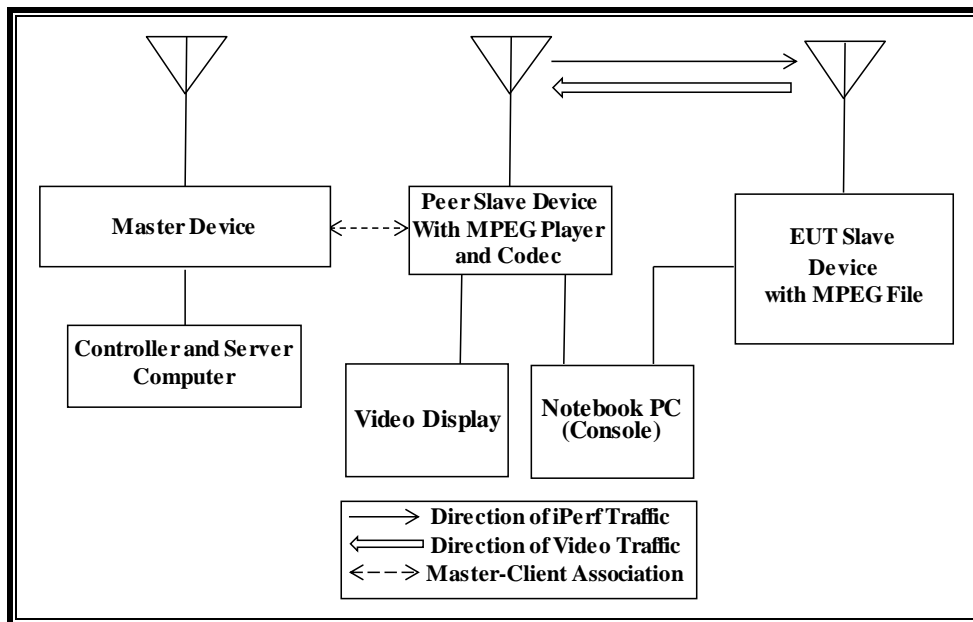 Master Device
Peer Slave Device
With MPEG Player
and Codec
EUT Slave
Device
with MPEG File
Controller and Server
Computer
Video Display
Notebook PC
(Console)
Direction of iPerf Traffic
Direction of Video Traffic
Master-Client Association